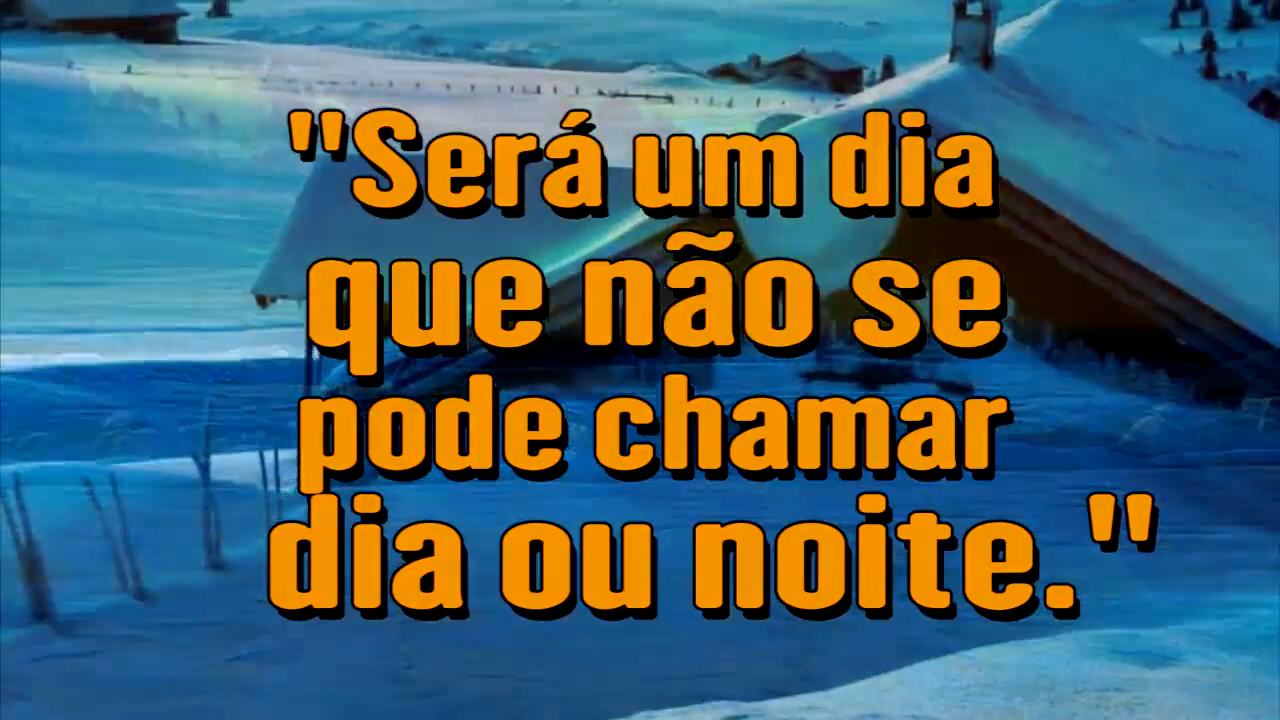 "Será um dia
que não se
pode chamar
dia ou noite."